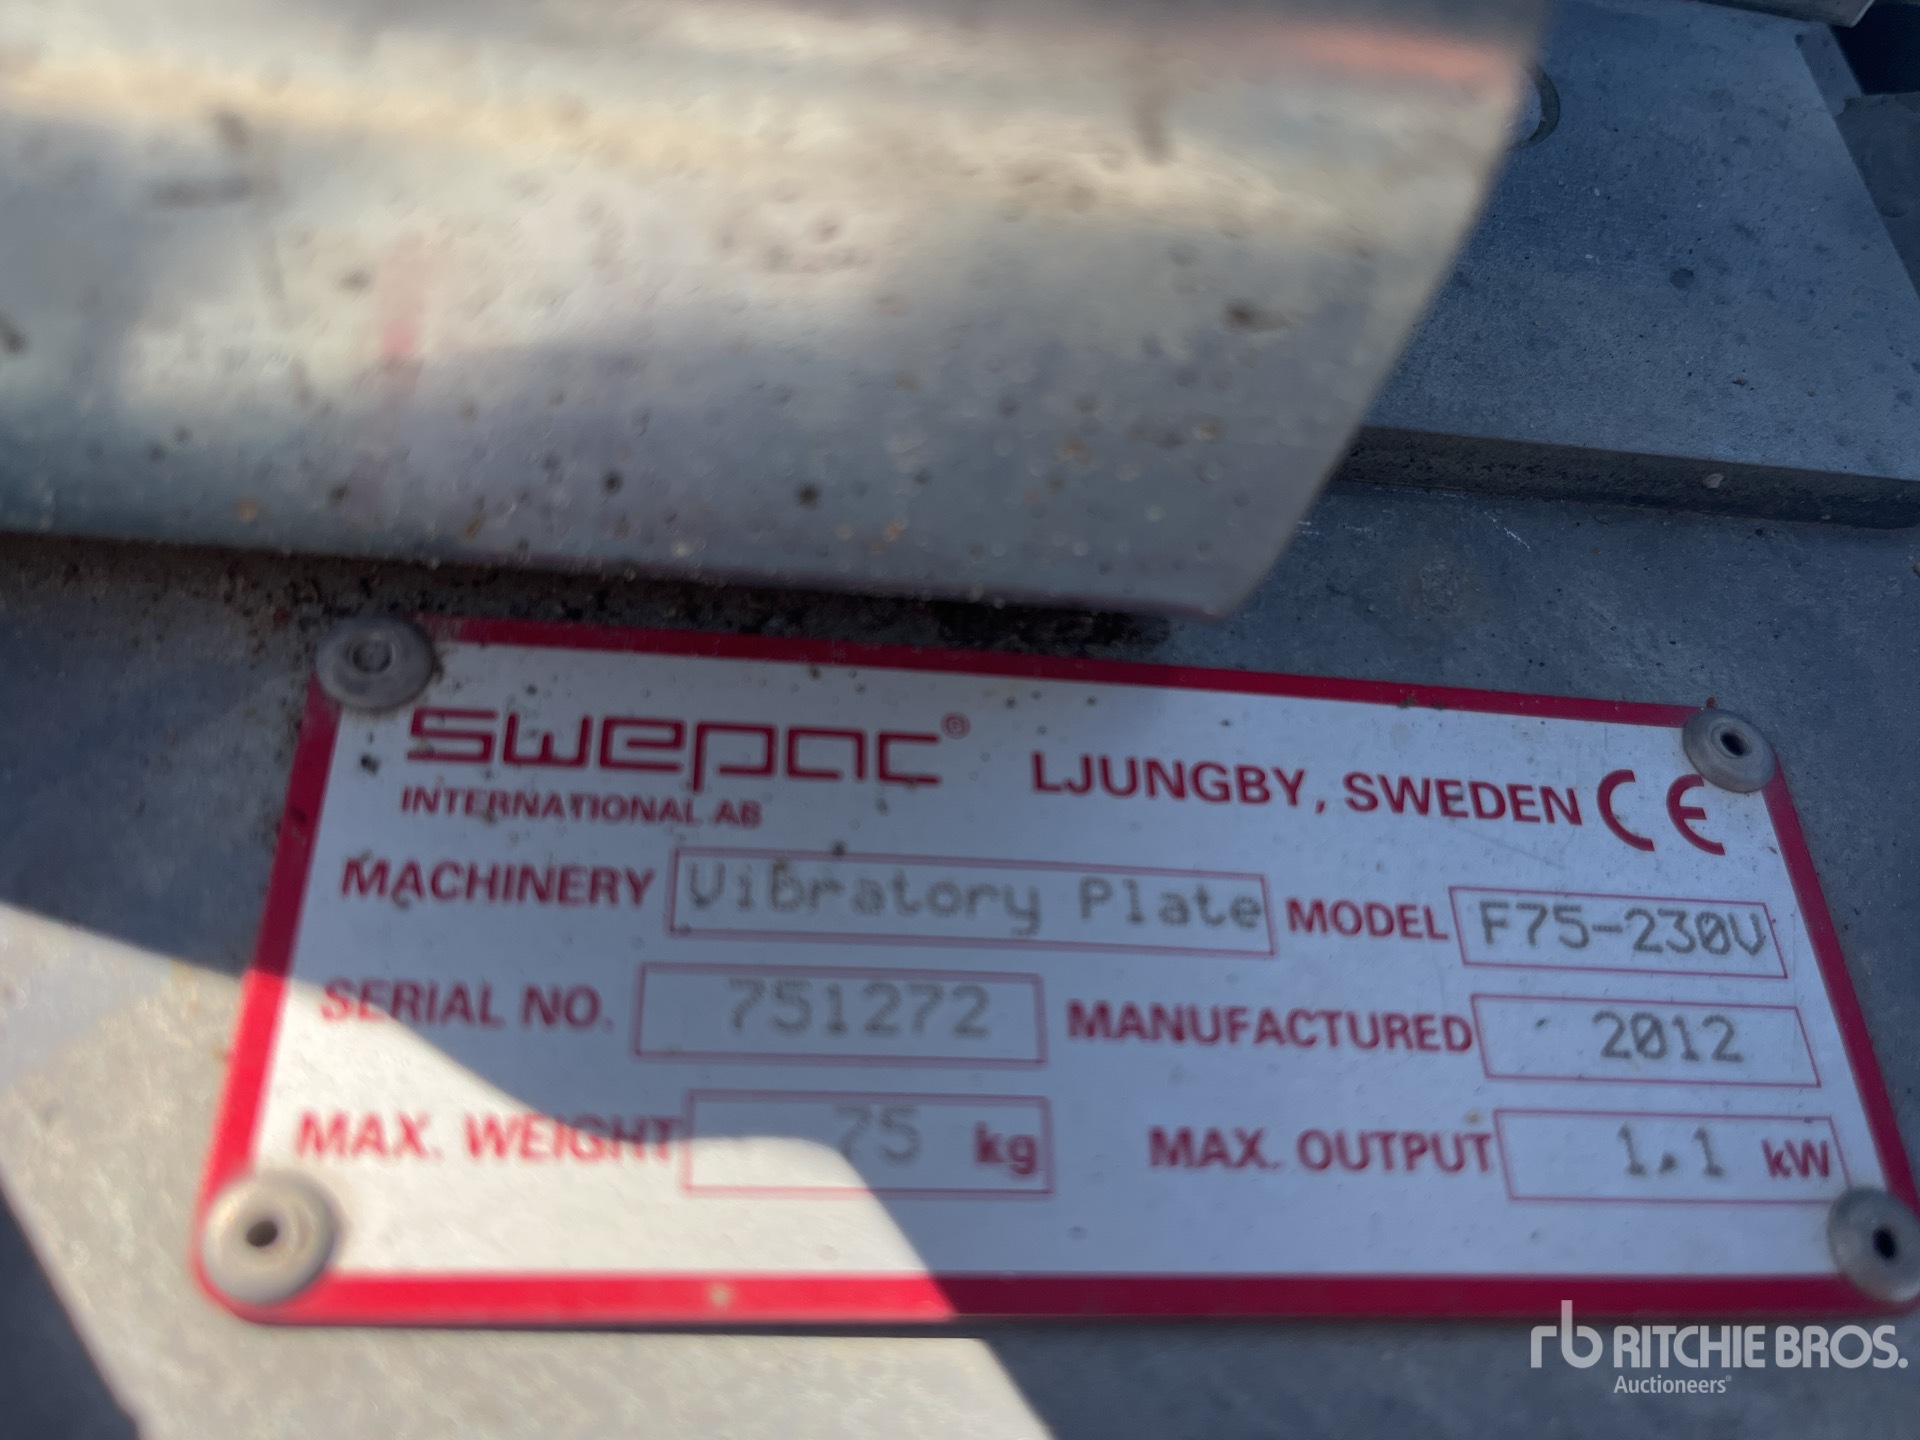 swepac®
INTERNATIONAL AB
LJUNGBY, SWEDEN CE
MACHINERY Vibratory Plate MODEL F75-230V
SERIAL NO. 751272 MANUFACTURED 2012
MAX. WEIGHT 75 kg MAX. OUTPUT 1.1 kW
rb RITCHIE BROS.
Auctioneers